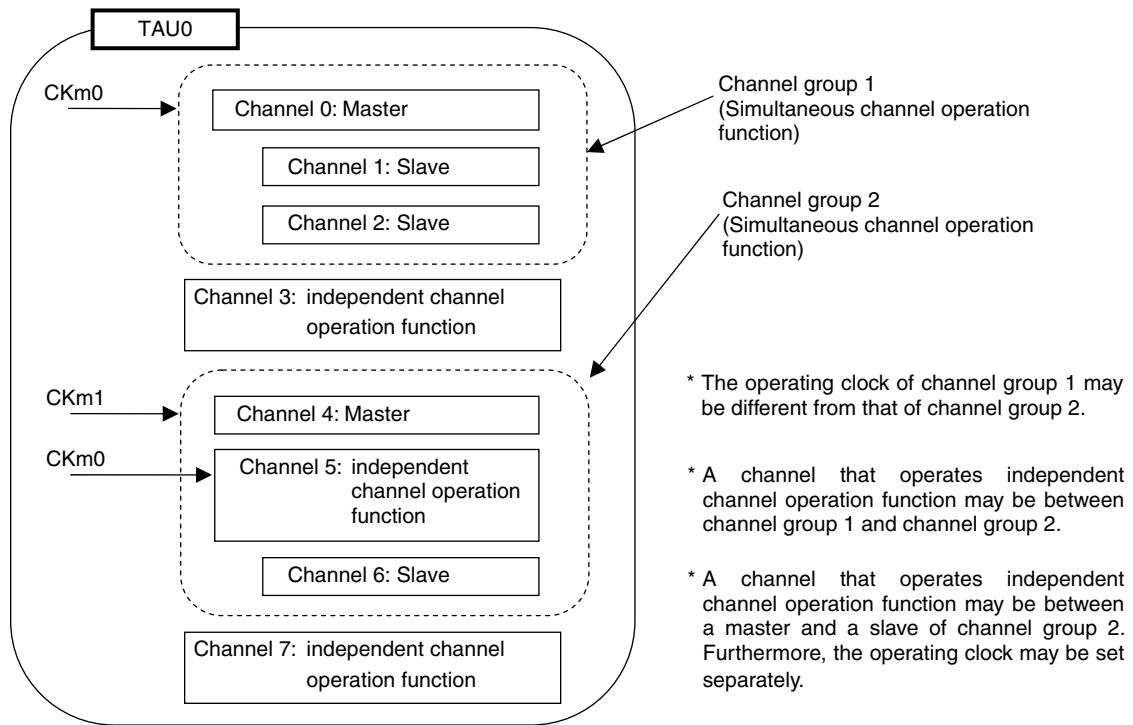 TAU0
CKm0
Channel 0: Master
Channel 1: Slave
Channel 2: Slave
Channel group 1
(Simultaneous channel operation
function)
Channel group 2
(Simultaneous channel operation
function)
Channel 3: independent channel
operation function
CKm1
Channel 4: Master
CKm0
Channel 5: independent
channel operation
function
Channel 6: Slave
Channel 7: independent channel
operation function
* The operating clock of channel group 1 may
be different from that of channel group 2.
* A channel that operates independent
channel operation function may be between
channel group 1 and channel group 2.
* A channel that operates independent
channel operation function may be between
a master and a slave of channel group 2.
Furthermore, the operating clock may be set
separately.